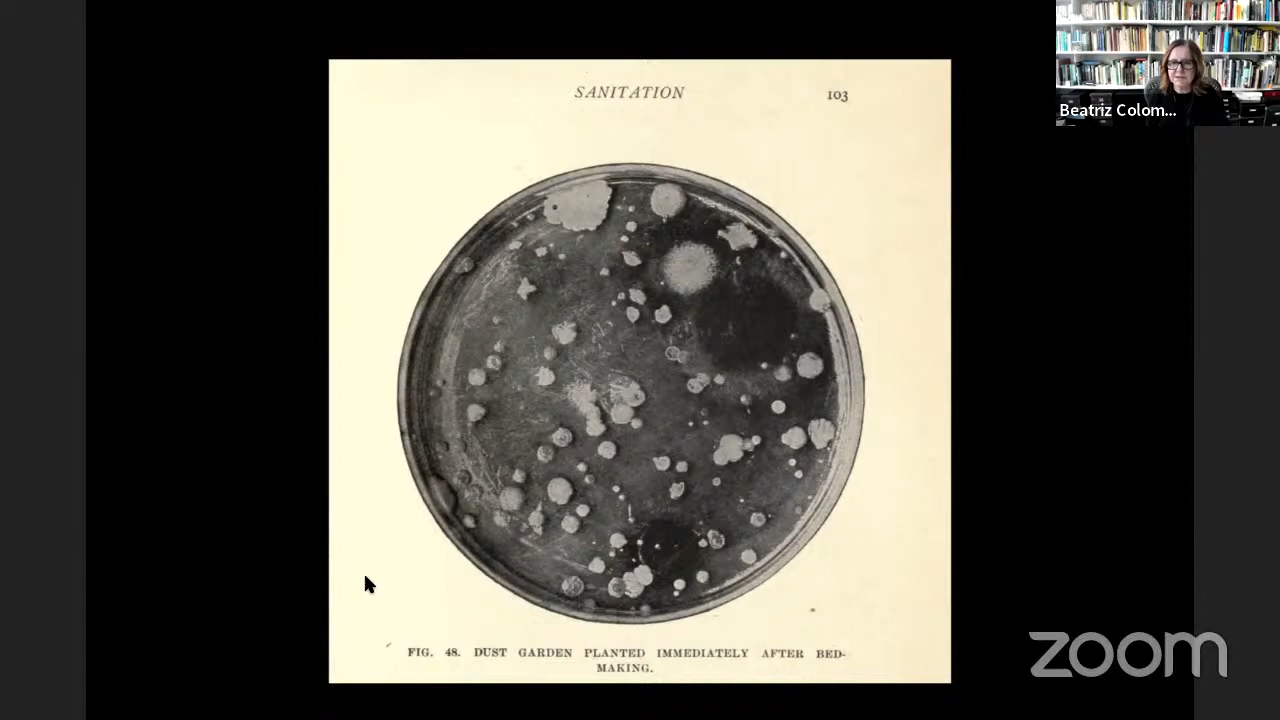 SANITATION 103
Beatriz Colom...
FIG. 48. DUST GARDEN PLANTED IMMEDIATELY AFTER BED-
MAKING.
zoom